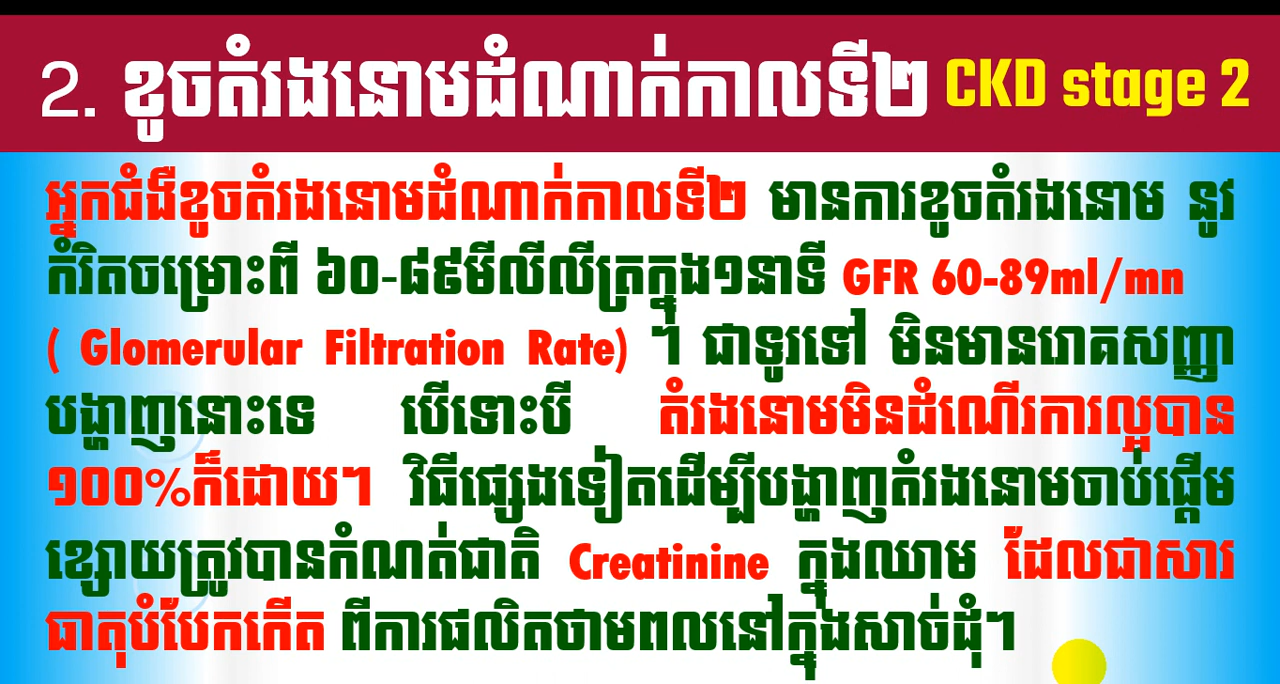 2. ខូចតំរងនោមដំណាក់កាលទី២ CKD stage 2
អ្នកជំងឺខូចតំរងនោមដំណាក់កាលទី២ មានការខូចតំរងនោម នូវ
កំរិតចម្រោះពី ៦០-៨៩មីលីលីត្រក្នុង១នាទី GFR 60-89ml/mn
( Glomerular Filtration Rate) ។ ជាទូរទៅ មិនមានរោគសញ្ញា
បង្ហាញនោះទេ បើទោះបី តំរងនោមមិនដំណើរការល្អបាន
១០០%ក៏ដោយ។ វិធីផ្សេងទៀតដើម្បីបង្ហាញតំរងនោមចាប់ផ្តើម
ខ្សោយត្រូវបានកំណត់ជាតិ Creatinine ក្នុងឈាម ដែលជាសារ
ធាតុបំបែកកើត ពីការផលិតថាមពលនៅក្នុងសាច់ដុំ។